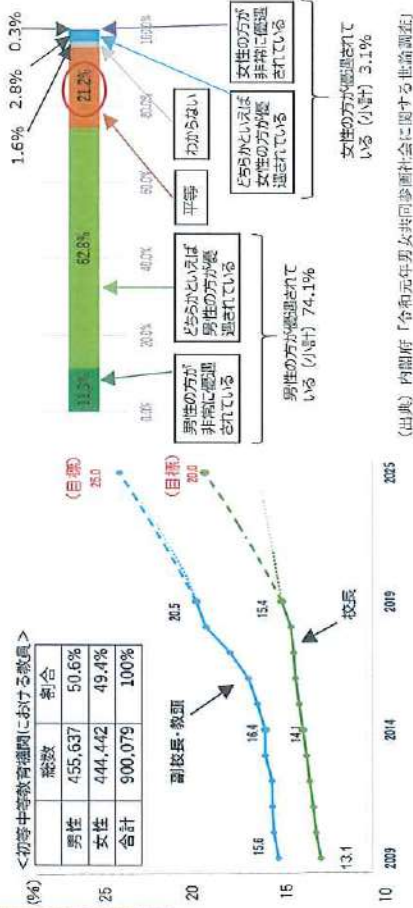 <初等中等教育機関における教員>
総数 割合
男性 455,637 50.6%
女性 444,442 49.4%
合計 900,079 100%
(%)
25
20
15
10
(目標)
25.0
(目標)
20.0
20.5
15.4
16.4
14.1
15.6
13.1
副校長・教頭
校長
2009
2014
2019
2025
1.6% 2.8% 0.3%
62.8%
21.2%
0.0% 20.0% 40.0% 60.0% 80.0% 100.0%
男性の方が
非常に優遇
されている
どちらかといえば
男性の方が優
遇されている
平等
わからない
どちらかといえば
女性の方が優
遇されている
女性の方が
非常に優遇
されている
男性の方が優遇されて
いる(小計) 74.1%
女性の方が優遇されて
いる(小計) 3.1%
(出典) 内閣府「令和元年男女共同参画社会に関する世論調査」